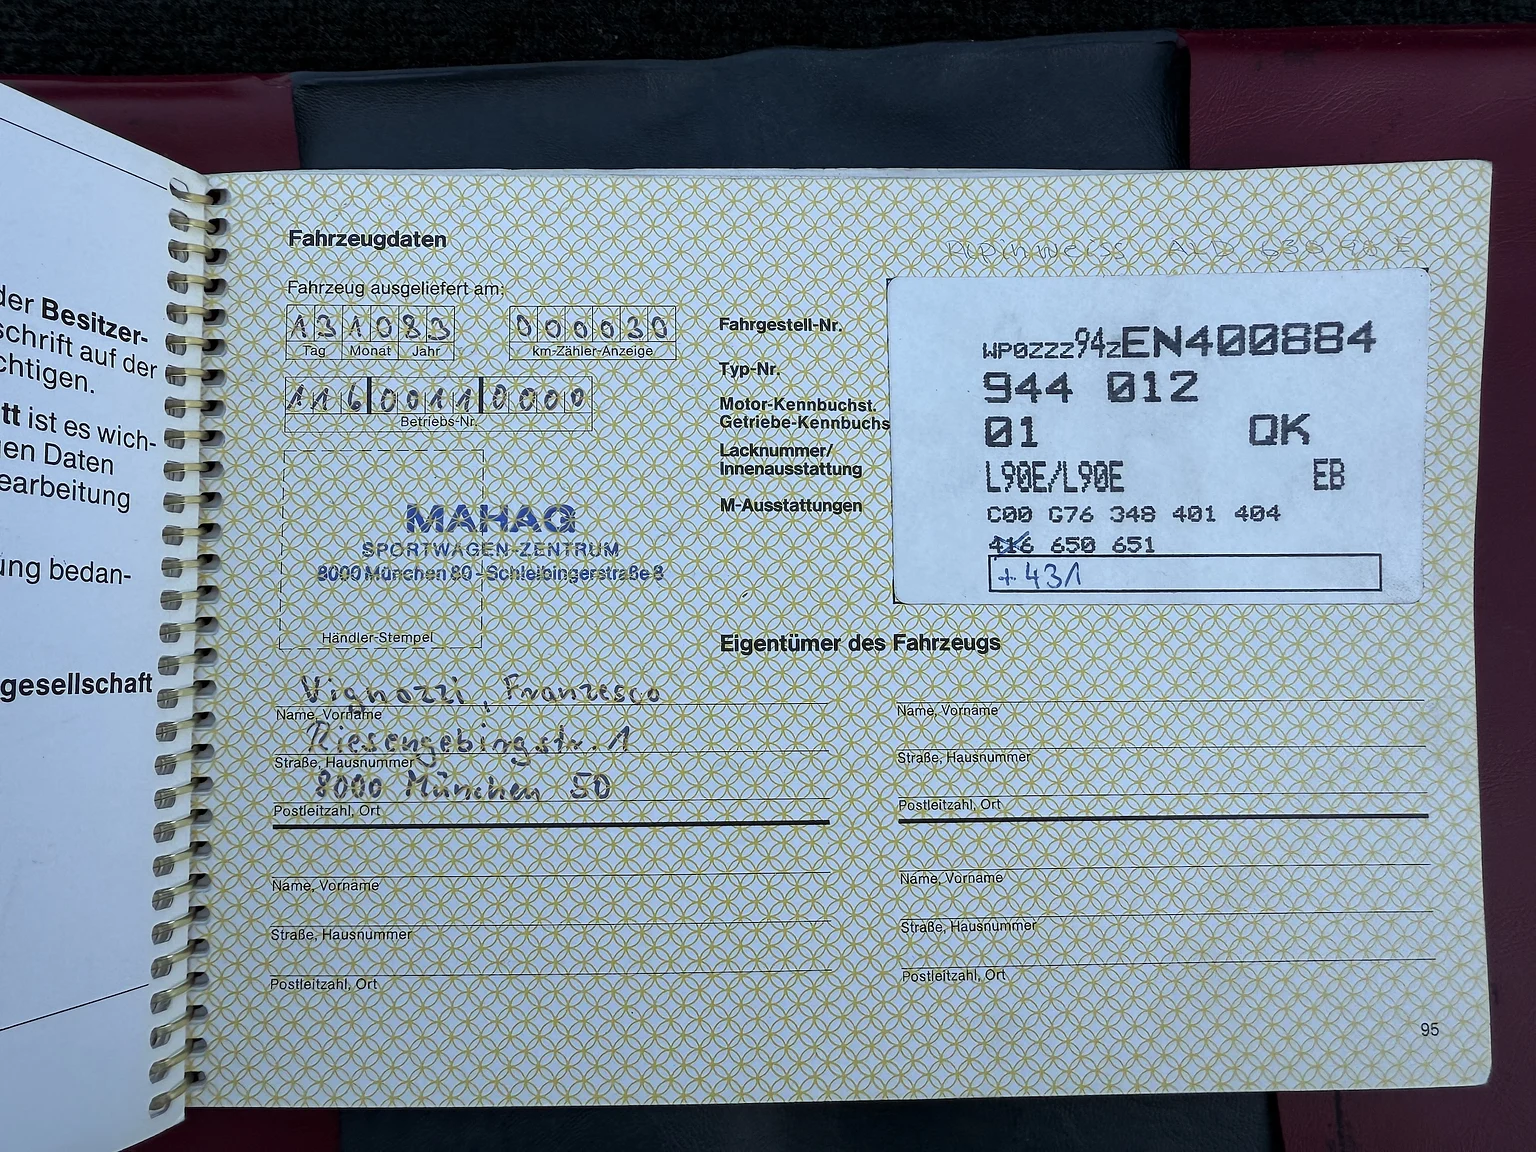 der Besitzer-
schrift auf der
chtigen.
tt ist es wich-
gen Daten
earbeitung
ung bedan-
gesellschaft
Fahrzeugdaten
Fahrzeug ausgeliefert am:
131083
000030
Tag Monat Jahr
km-Zähler-Anzeige
116 0011 0000
Betriebs-Nr.
MAHAG
SPORTWAGEN-ZENTRUM
8000 München 80 - Schleibingerstraße 8
Händler-Stempel
Alpinweiss
Fahrgestell-Nr. WP0ZZZ94ZEN400884
Typ-Nr. 944 012
Motor-Kennbuchst.
Getriebe-Kennbuchs 01 QK
Lacknummer/
Innenausstattung L90E/L90E EB
M-Ausstattungen C00 G76 348 401 404
416 650 651
+431
Eigentümer des Fahrzeugs
Vignozzi, Franzesco
Name, Vorname
Riesengebirgstr. 1
Straße, Hausnummer
8000 München 50
Postleitzahl, Ort
Name, Vorname
Straße, Hausnummer
Postleitzahl, Ort
Name, Vorname
Straße, Hausnummer
Postleitzahl, Ort
Name, Vorname
Straße, Hausnummer
Postleitzahl, Ort
95